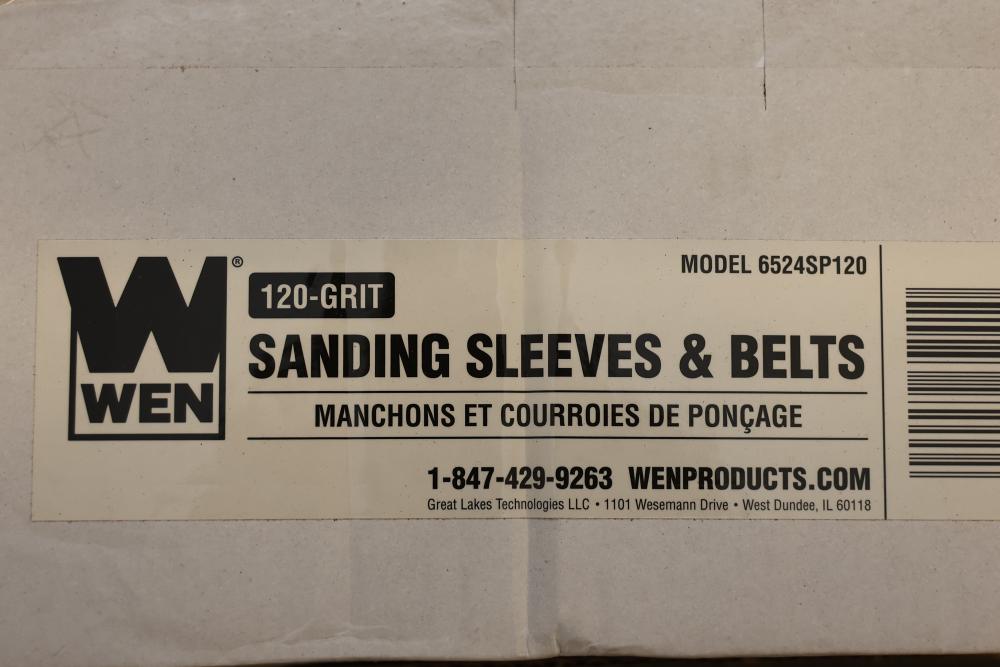 W®
WEN
120-GRIT
MODEL 6524SP120
SANDING SLEEVES & BELTS
MANCHONS ET COURROIES DE PONÇAGE
1-847-429-9263 WENPRODUCTS.COM
Great Lakes Technologies LLC • 1101 Wesemann Drive • West Dundee, IL 60118